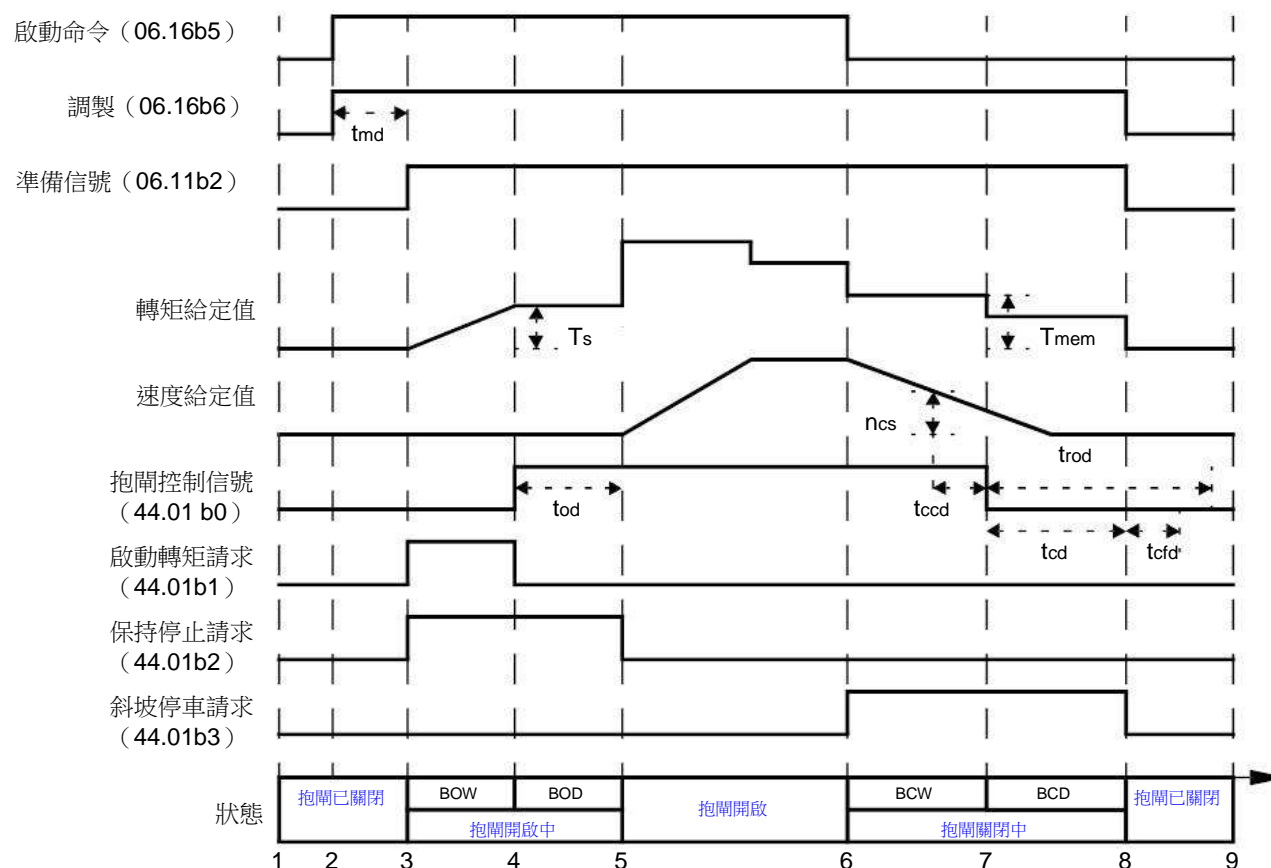 啟動命令（06.16b5）
調製（06.16b6）
tmd
準備信號（06.11b2）
轉矩給定值
Ts
Tmem
速度給定值
ncs
trod
抱閘控制信號
（44.01 b0）
tod
tccd
tcd
tcfd
啟動轉矩請求
（44.01b1）
保持停止請求
（44.01b2）
斜坡停車請求
（44.01b3）
狀態
抱閘已關閉
BOW
BOD
抱閘開啟中
抱閘開啟
BCW
BCD
抱閘關閉中
抱閘已關閉
1 2 3 4 5 6 7 8 9